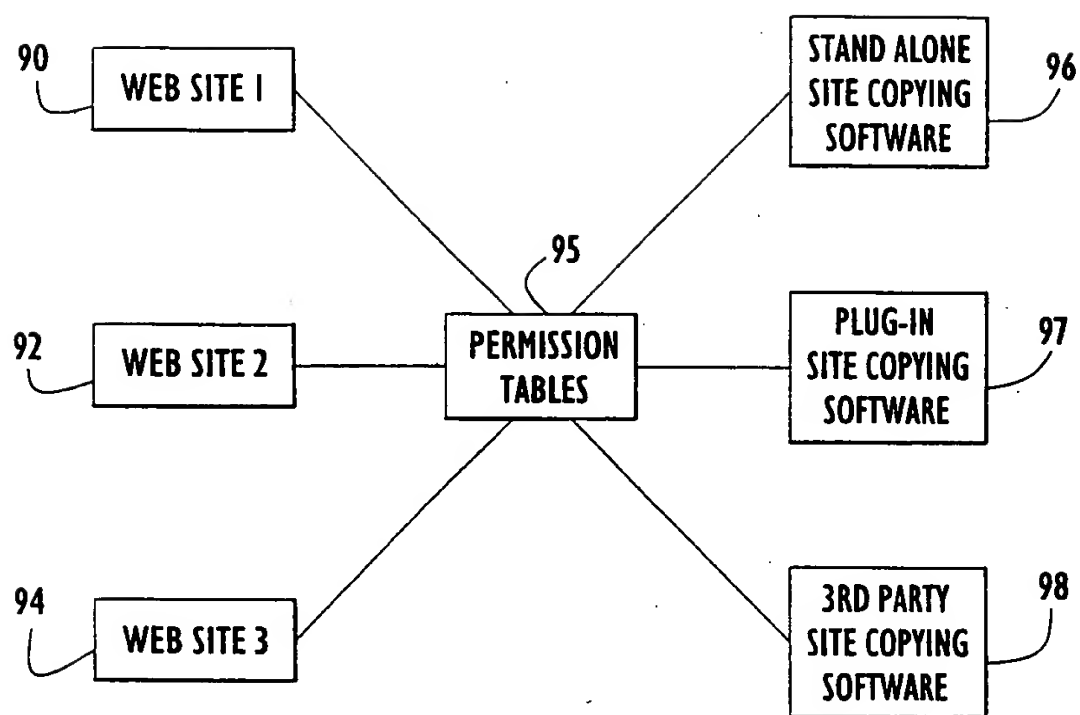 90
WEB SITE 1
STAND ALONE
SITE COPYING
SOFTWARE
96
95
92
WEB SITE 2
PERMISSION
TABLES
PLUG-IN
SITE COPYING
SOFTWARE
97
94
WEB SITE 3
3RD PARTY
SITE COPYING
SOFTWARE
98